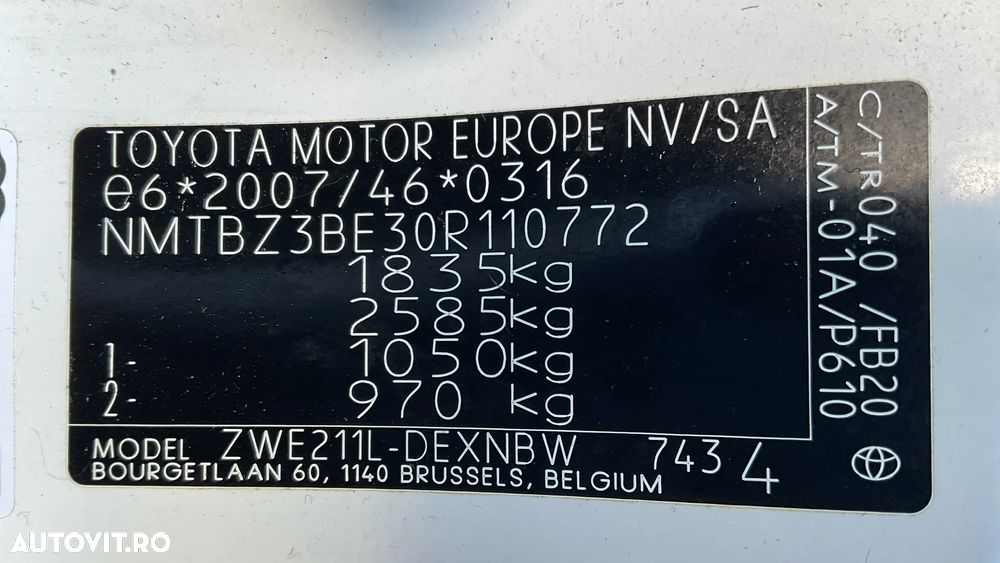 TOYOTA MOTOR EUROPE NV/SA
e6*2007/46*0316
NMTBZ3BE30R110772
1835kg
2585kg
1- 1050kg
2- 970 kg
MODEL ZWE211L-DEXNBW 743 4
BOURGETLAAN 60, 1140 BRUSSELS, BELGIUM
C/TR040 /FB20
A/TM-01A/P610
AUTOVIT.RO